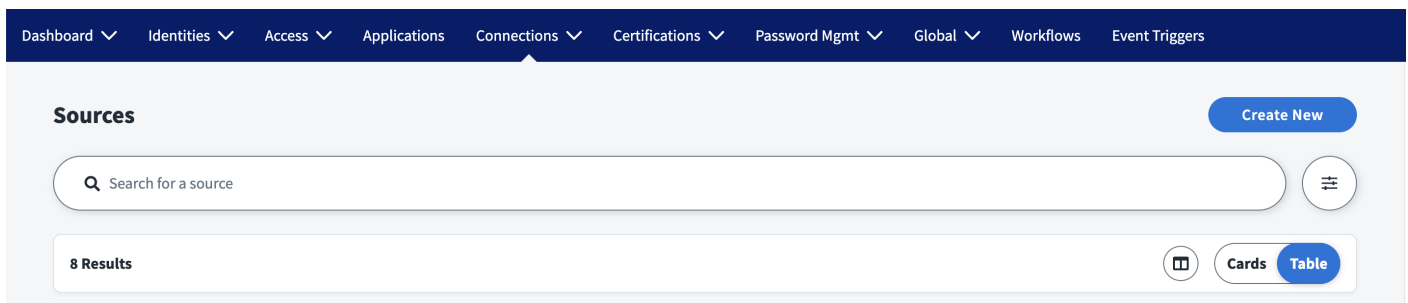 Dashboard Identities Access Applications Connections Certifications Password Mgmt Global Workflows Event Triggers
Sources
Create New
Search for a source
8 Results
Cards Table